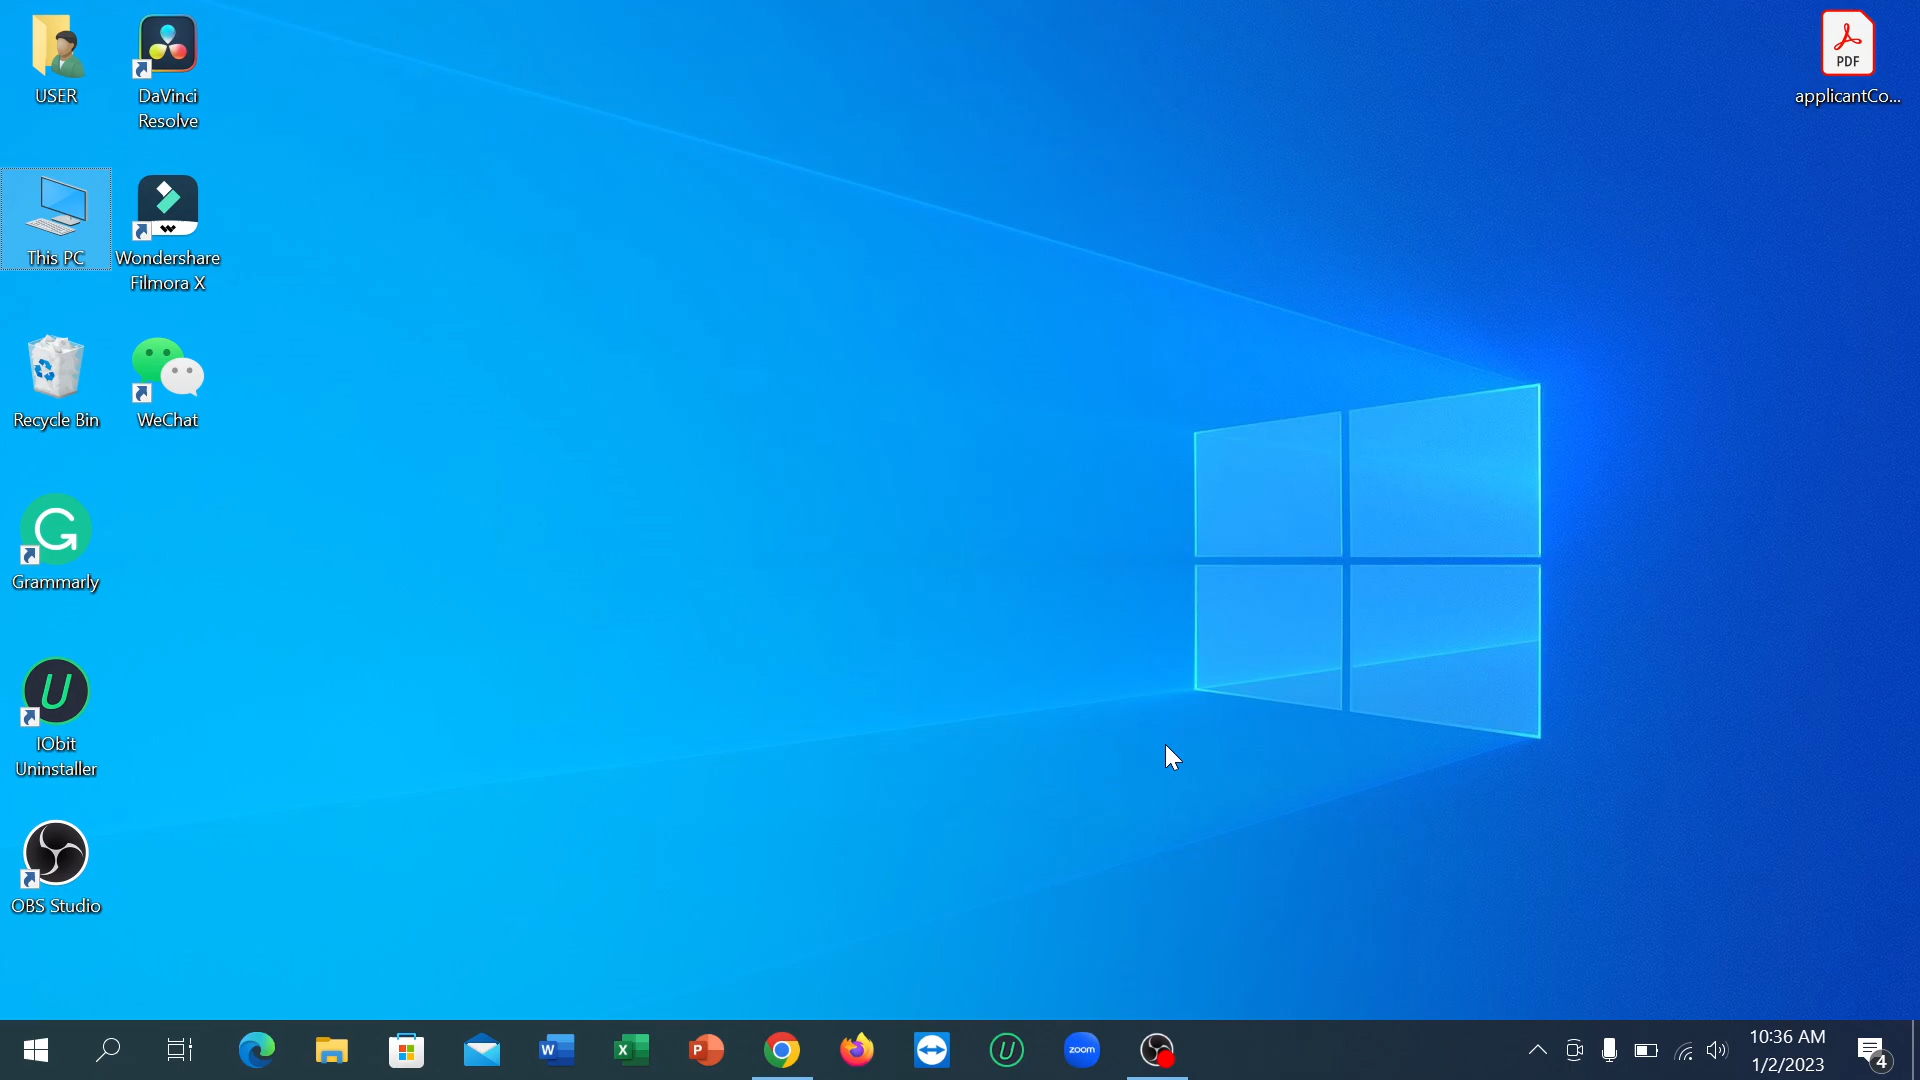 USER
DaVinci
Resolve
PDF
applicantCo...
This PC
Wondershare
Filmora X
Recycle Bin
WeChat
G
Grammarly
U
IObit
Uninstaller
OBS Studio
W
X
P
U
zoom
10:36 AM
1/2/2023
4